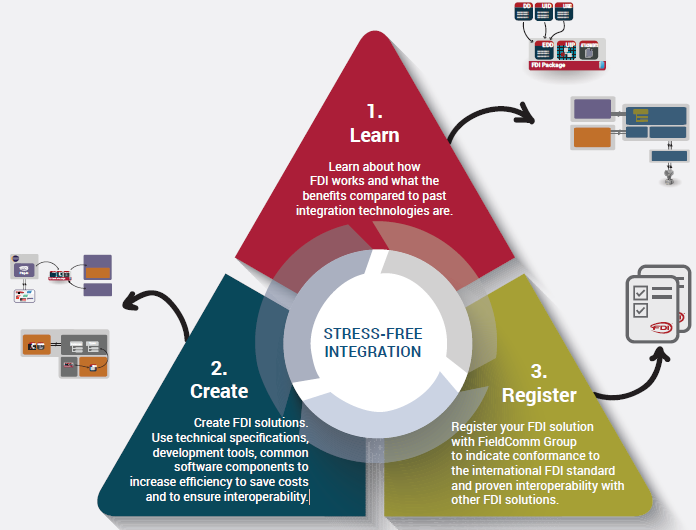 DD
UID
UIP
EDD
UIP
FDI Package
1.
Learn
Learn about how
FDI works and what the
benefits compared to past
integration technologies are.
STRESS-FREE
INTEGRATION
2.
Create
Create FDI solutions.
Use technical specifications,
development tools, common
software components to
increase efficiency to save costs
and to ensure interoperability.
3.
Register
Register your FDI solution
with FieldComm Group
to indicate conformance to
the international FDI standard
and proven interoperability with
other FDI solutions.
FDI